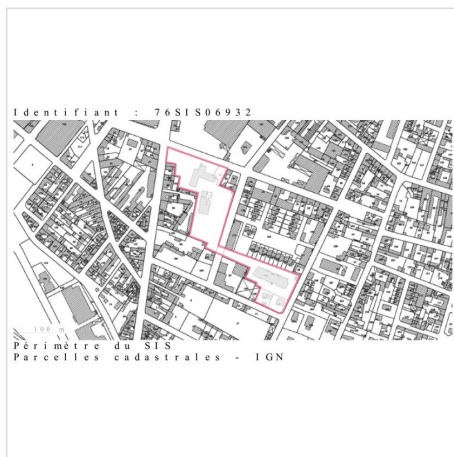 Identifiant : 76SIS06932
100 m
Périmètre du SIS
Parcelles cadastrales - IGN